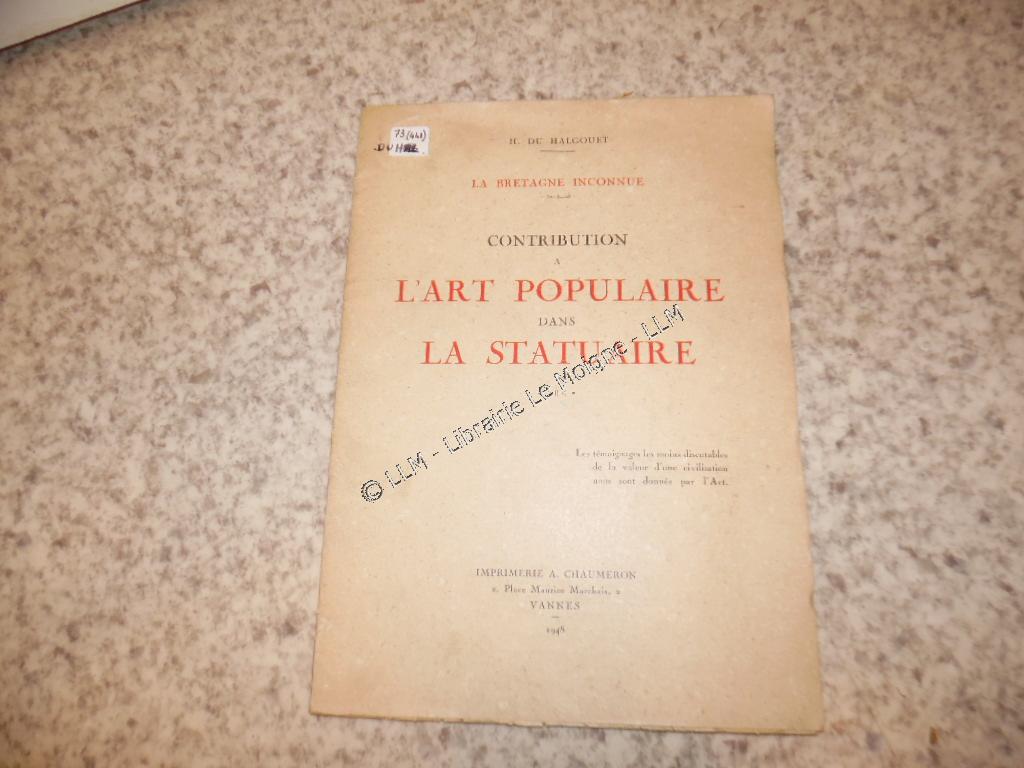 73 (441)
DUHAL
H. DU HALGOUET
LA BRETAGNE INCONNUE
CONTRIBUTION
A
L'ART POPULAIRE
DANS
LA STATUAIRE
© LLM - Librairie Le Moigne - LLM
Les témoignages les moins discutables
de la valeur d'une civilisation
nous sont donnés par l'Art.
IMPRIMERIE A. CHAUMERON
2, Place Maurice Marchais, 2
VANNES
1948